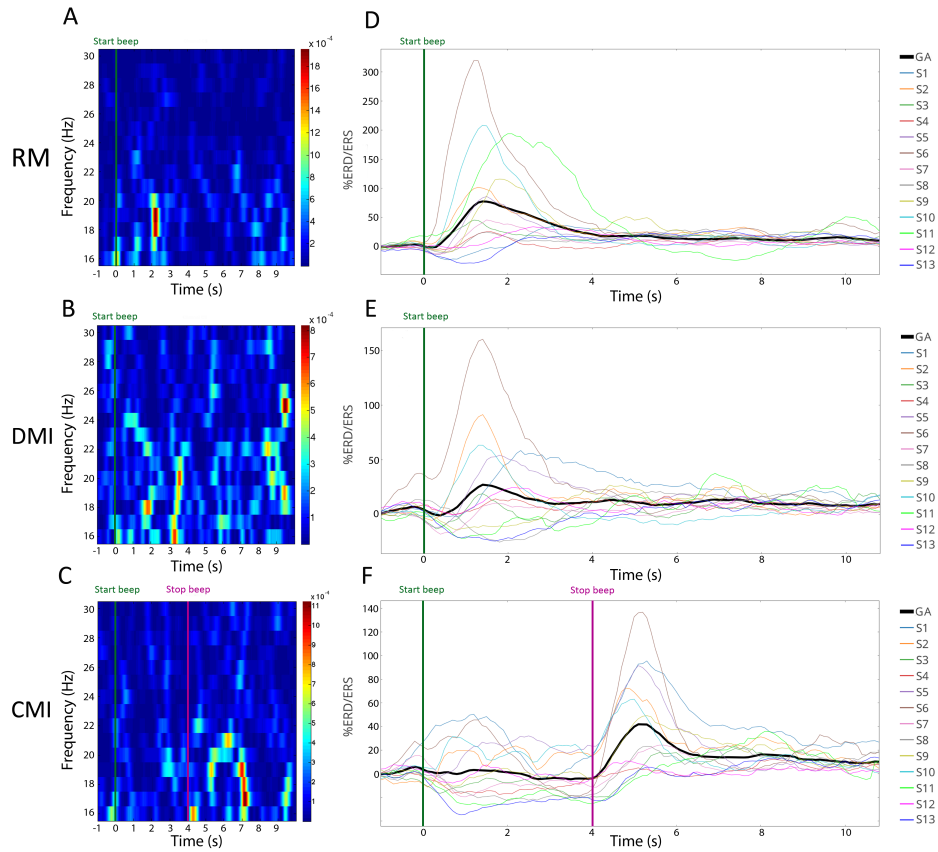 A
D
Start beep
x 10⁻⁴
Start beep
RM
Frequency (Hz)
30
28
26
24
22
20
18
16
-1 0 1 2 3 4 5 6 7 8 9
Time (s)
18
16
14
12
10
8
6
4
2
%ERD/ERS
300
250
200
150
100
50
0
0 2 4 6 8 10
Time (s)
GA
S1
S2
S3
S4
S5
S6
S7
S8
S9
S10
S11
S12
S13
B
E
Start beep
x 10⁻⁴
Start beep
DMI
Frequency (Hz)
30
28
26
24
22
20
18
16
-1 0 1 2 3 4 5 6 7 8 9
Time (s)
8
7
6
5
4
3
2
1
%ERD/ERS
150
100
50
0
0 2 4 6 8 10
Time (s)
GA
S1
S2
S3
S4
S5
S6
S7
S8
S9
S10
S11
S12
S13
C
F
Start beep Stop beep
x 10⁻⁴
Start beep Stop beep
CMI
Frequency (Hz)
30
28
26
24
22
20
18
16
-1 0 1 2 3 4 5 6 7 8 9
Time (s)
11
10
9
8
7
6
5
4
3
2
1
%ERD/ERS
140
120
100
80
60
40
20
0
0 2 4 6 8 10
Time (s)
GA
S1
S2
S3
S4
S5
S6
S7
S8
S9
S10
S11
S12
S13